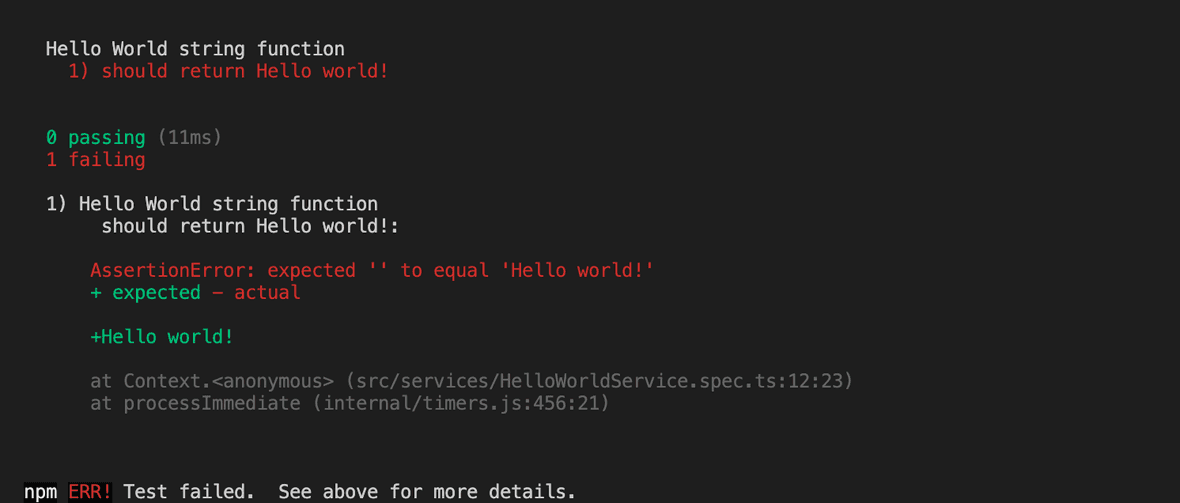 Hello World string function
1) should return Hello world!
0 passing (11ms)
1 failing
1) Hello World string function
should return Hello world!:
AssertionError: expected '' to equal 'Hello world!'
+ expected - actual
+Hello world!
at Context.<anonymous> (src/services/HelloWorldService.spec.ts:12:23)
at processImmediate (internal/timers.js:456:21)
npm ERR! Test failed.  See above for more details.